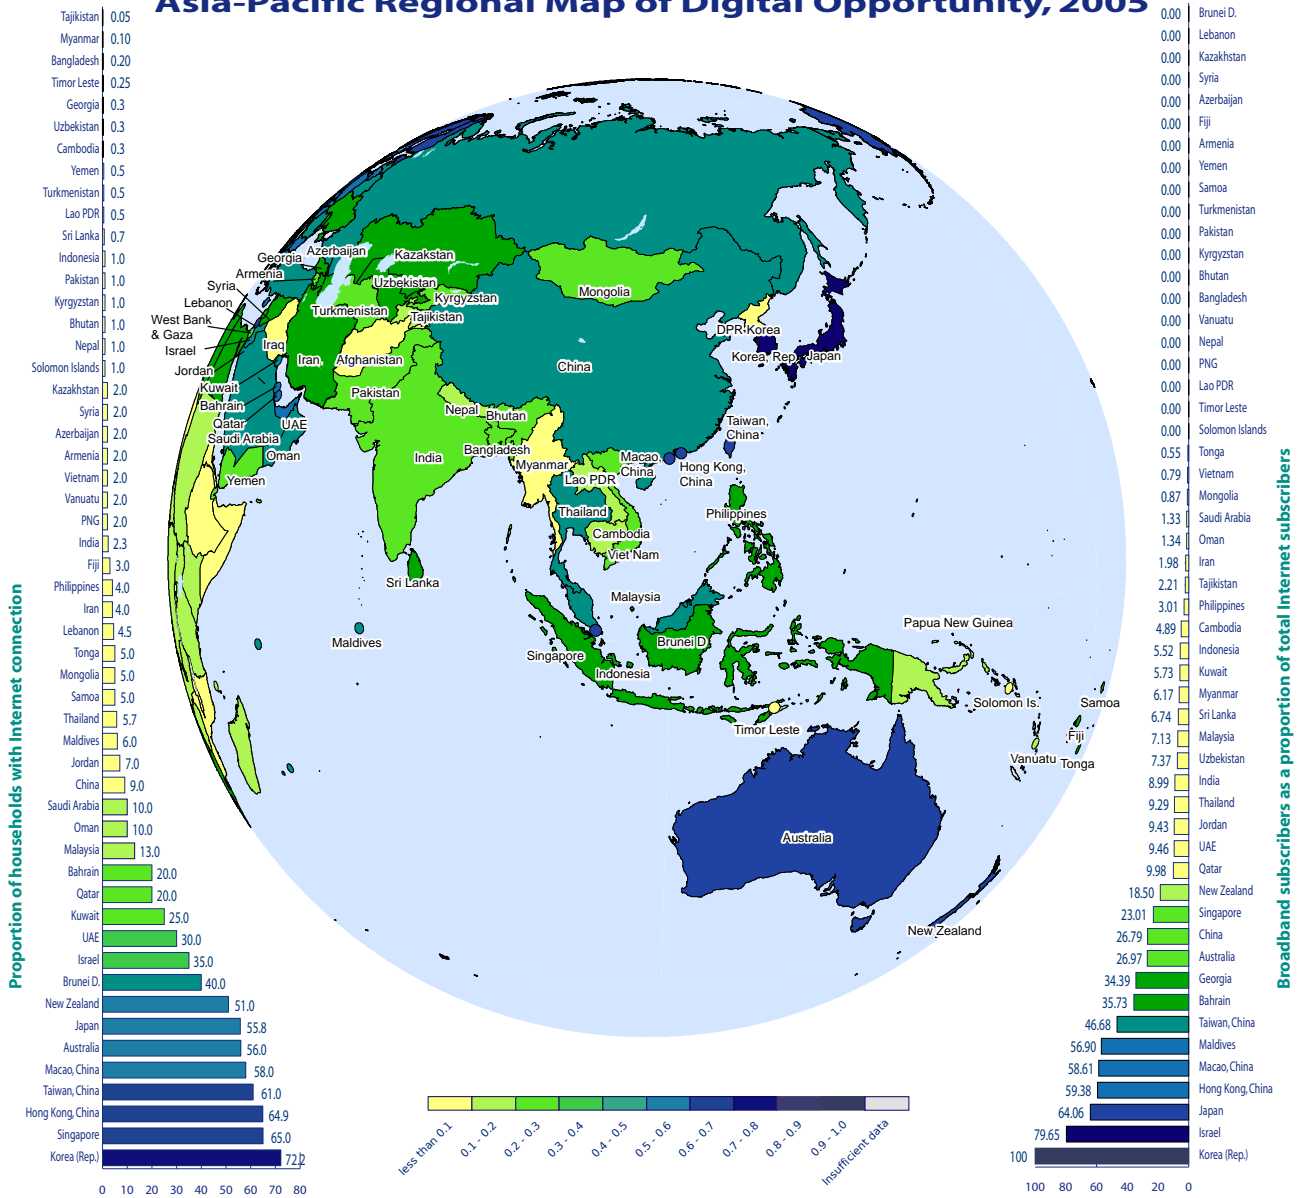 Asia-Pacific Regional Map of Digital Opportunity, 2005
Proportion of households with Internet connection
Tajikistan 0.05
Myanmar 0.10
Bangladesh 0.20
Timor Leste 0.25
Georgia 0.3
Uzbekistan 0.3
Cambodia 0.3
Yemen 0.5
Turkmenistan 0.5
Lao PDR 0.5
Sri Lanka 0.7
Indonesia 1.0
Pakistan 1.0
Kyrgyzstan 1.0
Bhutan 1.0
Nepal 1.0
Solomon Islands 1.0
Kazakhstan 2.0
Syria 2.0
Azerbaijan 2.0
Armenia 2.0
Vietnam 2.0
Vanuatu 2.0
PNG 2.0
India 2.3
Fiji 3.0
Philippines 4.0
Iran 4.0
Lebanon 4.5
Tonga 5.0
Mongolia 5.0
Samoa 5.0
Thailand 5.7
Maldives 6.0
Jordan 7.0
China 9.0
Saudi Arabia 10.0
Oman 10.0
Malaysia 13.0
Bahrain 20.0
Qatar 20.0
Kuwait 25.0
UAE 30.0
Israel 35.0
Brunei D. 40.0
New Zealand 51.0
Japan 55.8
Australia 56.0
Macao, China 58.0
Taiwan, China 61.0
Hong Kong, China 64.9
Singapore 65.0
Korea (Rep.) 72.2
0 10 20 30 40 50 60 70 80
Georgia
Azerbaijan
Kazakstan
Armenia
Syria
Uzbekistan
Kyrgyzstan
Mongolia
Lebanon
Turkmenistan
Tajikistan
West Bank
& Gaza
Israel
Iraq
Iran
Afghanistan
DPR Korea
Korea, Rep.
Japan
China
Jordan
Kuwait
Pakistan
Bahrain
Nepal
Bhutan
Qatar
UAE
Taiwan,
China
Saudi Arabia
Oman
India
Bangladesh
Myanmar
Macao,
China
Hong Kong,
China
Yemen
Lao PDR
Thailand
Philippines
Cambodia
Viet Nam
Sri Lanka
Malaysia
Maldives
Papua New Guinea
Singapore
Brunei D.
Indonesia
Solomon Is.
Samoa
Timor Leste
Fiji
Vanuatu
Tonga
Australia
New Zealand
less than 0.1
0.1 - 0.2
0.2 - 0.3
0.3 - 0.4
0.4 - 0.5
0.5 - 0.6
0.6 - 0.7
0.7 - 0.8
0.8 - 0.9
0.9 - 1.0
Insufficient data
Broadband subscribers as a proportion of total Internet subscribers
0.00 Brunei D.
0.00 Lebanon
0.00 Kazakhstan
0.00 Syria
0.00 Azerbaijan
0.00 Fiji
0.00 Armenia
0.00 Yemen
0.00 Samoa
0.00 Turkmenistan
0.00 Pakistan
0.00 Kyrgyzstan
0.00 Bhutan
0.00 Bangladesh
0.00 Vanuatu
0.00 Nepal
0.00 PNG
0.00 Lao PDR
0.00 Timor Leste
0.00 Solomon Islands
0.55 Tonga
0.79 Vietnam
0.87 Mongolia
1.33 Saudi Arabia
1.34 Oman
1.98 Iran
2.21 Tajikistan
3.01 Philippines
4.89 Cambodia
5.52 Indonesia
5.73 Kuwait
6.17 Myanmar
6.74 Sri Lanka
7.13 Malaysia
7.37 Uzbekistan
8.99 India
9.29 Thailand
9.43 Jordan
9.46 UAE
9.98 Qatar
18.50 New Zealand
23.01 Singapore
26.79 China
26.97 Australia
34.39 Georgia
35.73 Bahrain
46.68 Taiwan, China
56.90 Maldives
58.61 Macao, China
59.38 Hong Kong, China
64.06 Japan
79.65 Israel
100 Korea (Rep.)
100 80 60 40 20 0